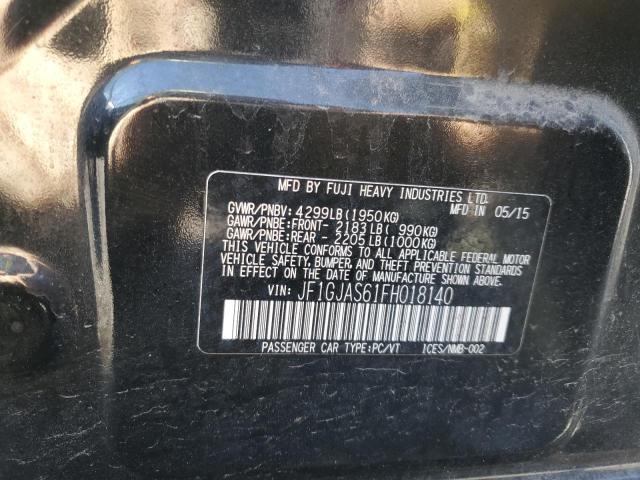 MFD BY FUJI HEAVY INDUSTRIES LTD.
GVWR/PNBV: 4299LB (1950KG) MFD IN 05/15
GAWR/PNBE:FRONT- 2183LB( 990KG)
GAWR/PNBE:REAR - 2205LB(1000KG)
THIS VEHICLE CONFORMS TO ALL APPLICABLE FEDERAL MOTOR
VEHICLE SAFETY, BUMPER, AND THEFT PREVENTION STANDARDS
IN EFFECT ON THE DATE OF MANUFACTURE SHOWN ABOVE.
VIN: JF1GJAS61FH018140
PASSENGER CAR TYPE:PC/VT ICES/NMB-002